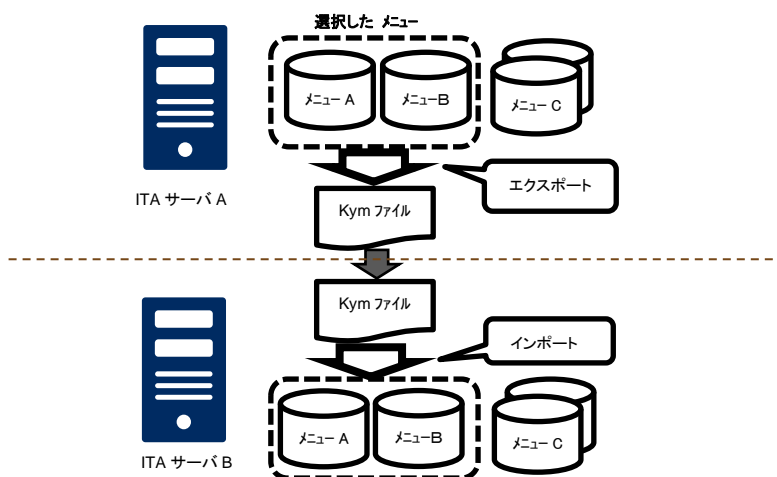 選択した メニュー
メニュー A
メニューB
メニュー C
ITA サーバ A
エクスポート
Kym ファイル
Kym ファイル
インポート
メニュー A
メニューB
メニュー C
ITA サーバ B